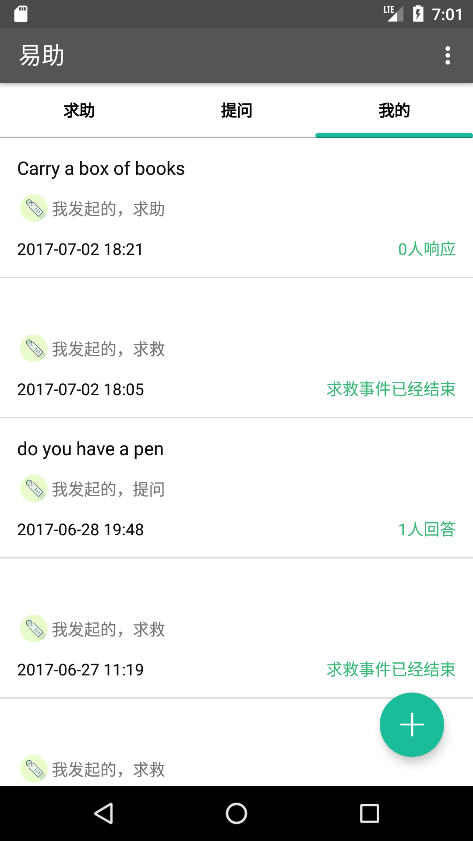 LTE 7:01
易助
求助 提问 我的
Carry a box of books
我发起的，求助
2017-07-02 18:21 0人响应
我发起的，求救
2017-07-02 18:05 求救事件已经结束
do you have a pen
我发起的，提问
2017-06-28 19:48 1人回答
我发起的，求救
2017-06-27 11:19 求救事件已经结束
我发起的，求救